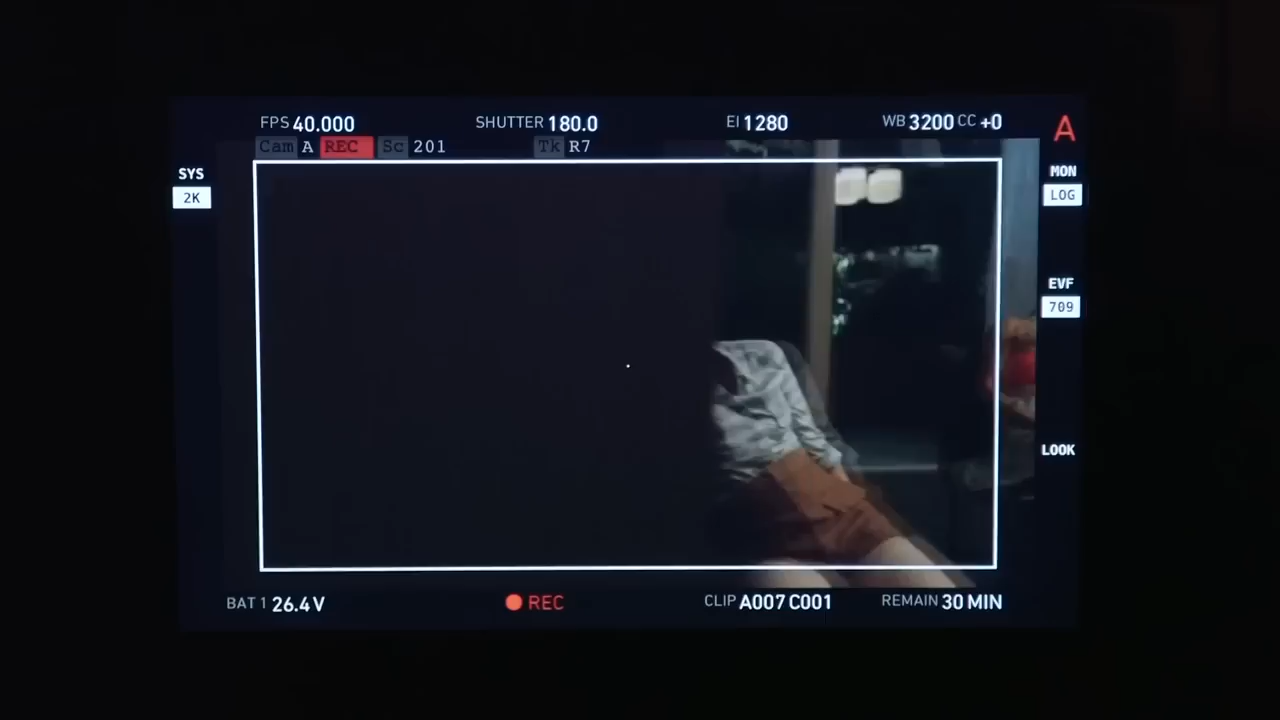 FPS 40.000 SHUTTER 180.0 EI 1280 WB 3200 CC +0 A
Cam A REC Sc 201 Tk R7
SYS
2K
MON
LOG
EVF
709
LOOK
BAT 1 26.4 V REC CLIP A007 C001 REMAIN 30 MIN